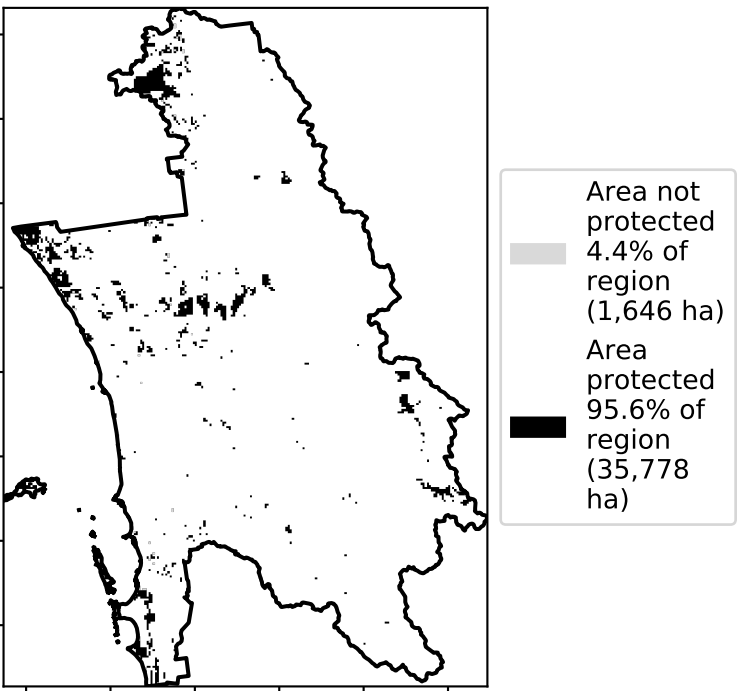 Area not
protected
4.4% of
region
(1,646 ha)
Area
protected
95.6% of
region
(35,778
ha)